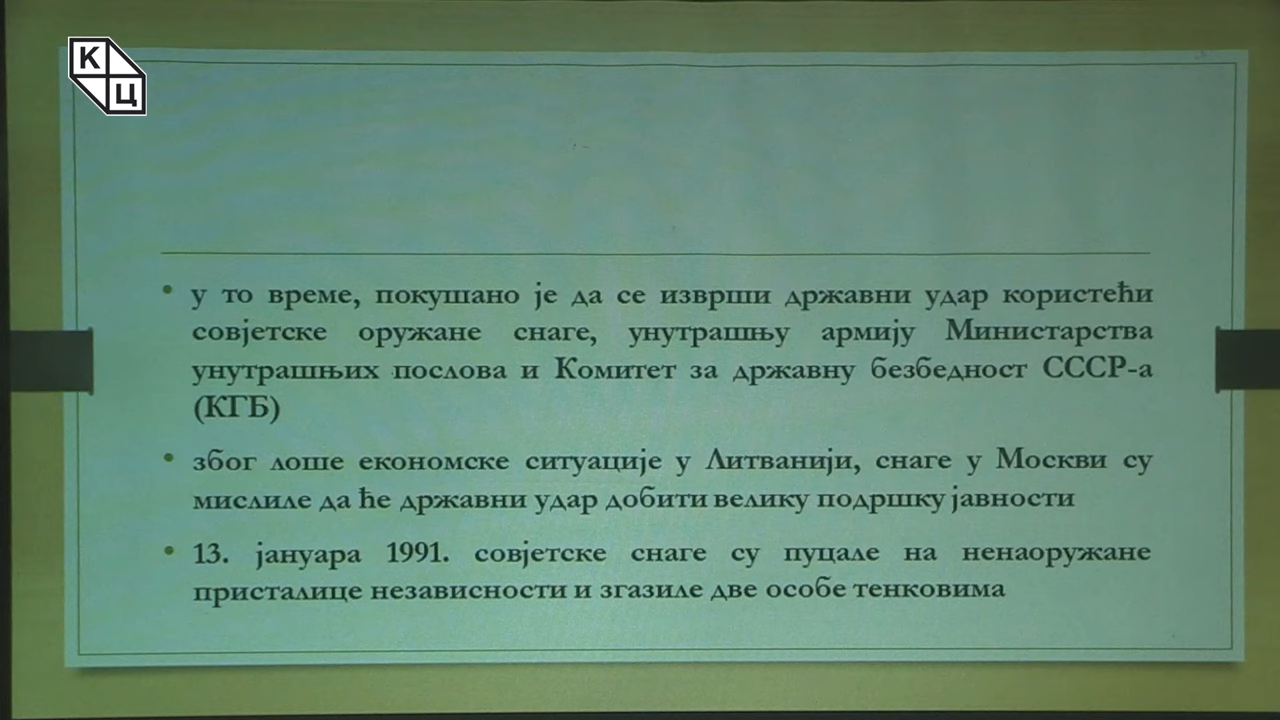 К
Ц
• у то време, покушано је да се изврши државни удар користећи
совјетске оружане снаге, унутрашњу армију Министарства
унутрашњих послова и Комитет за државну безбедност СССР-а
(КГБ)
• због лоше економске ситуације у Литванији, снаге у Москви су
мислиле да ће државни удар добити велику подршку јавности
• 13. јануара 1991. совјетске снаге су пуцале на ненаоружане
присталице независности и згазиле две особе тенковима